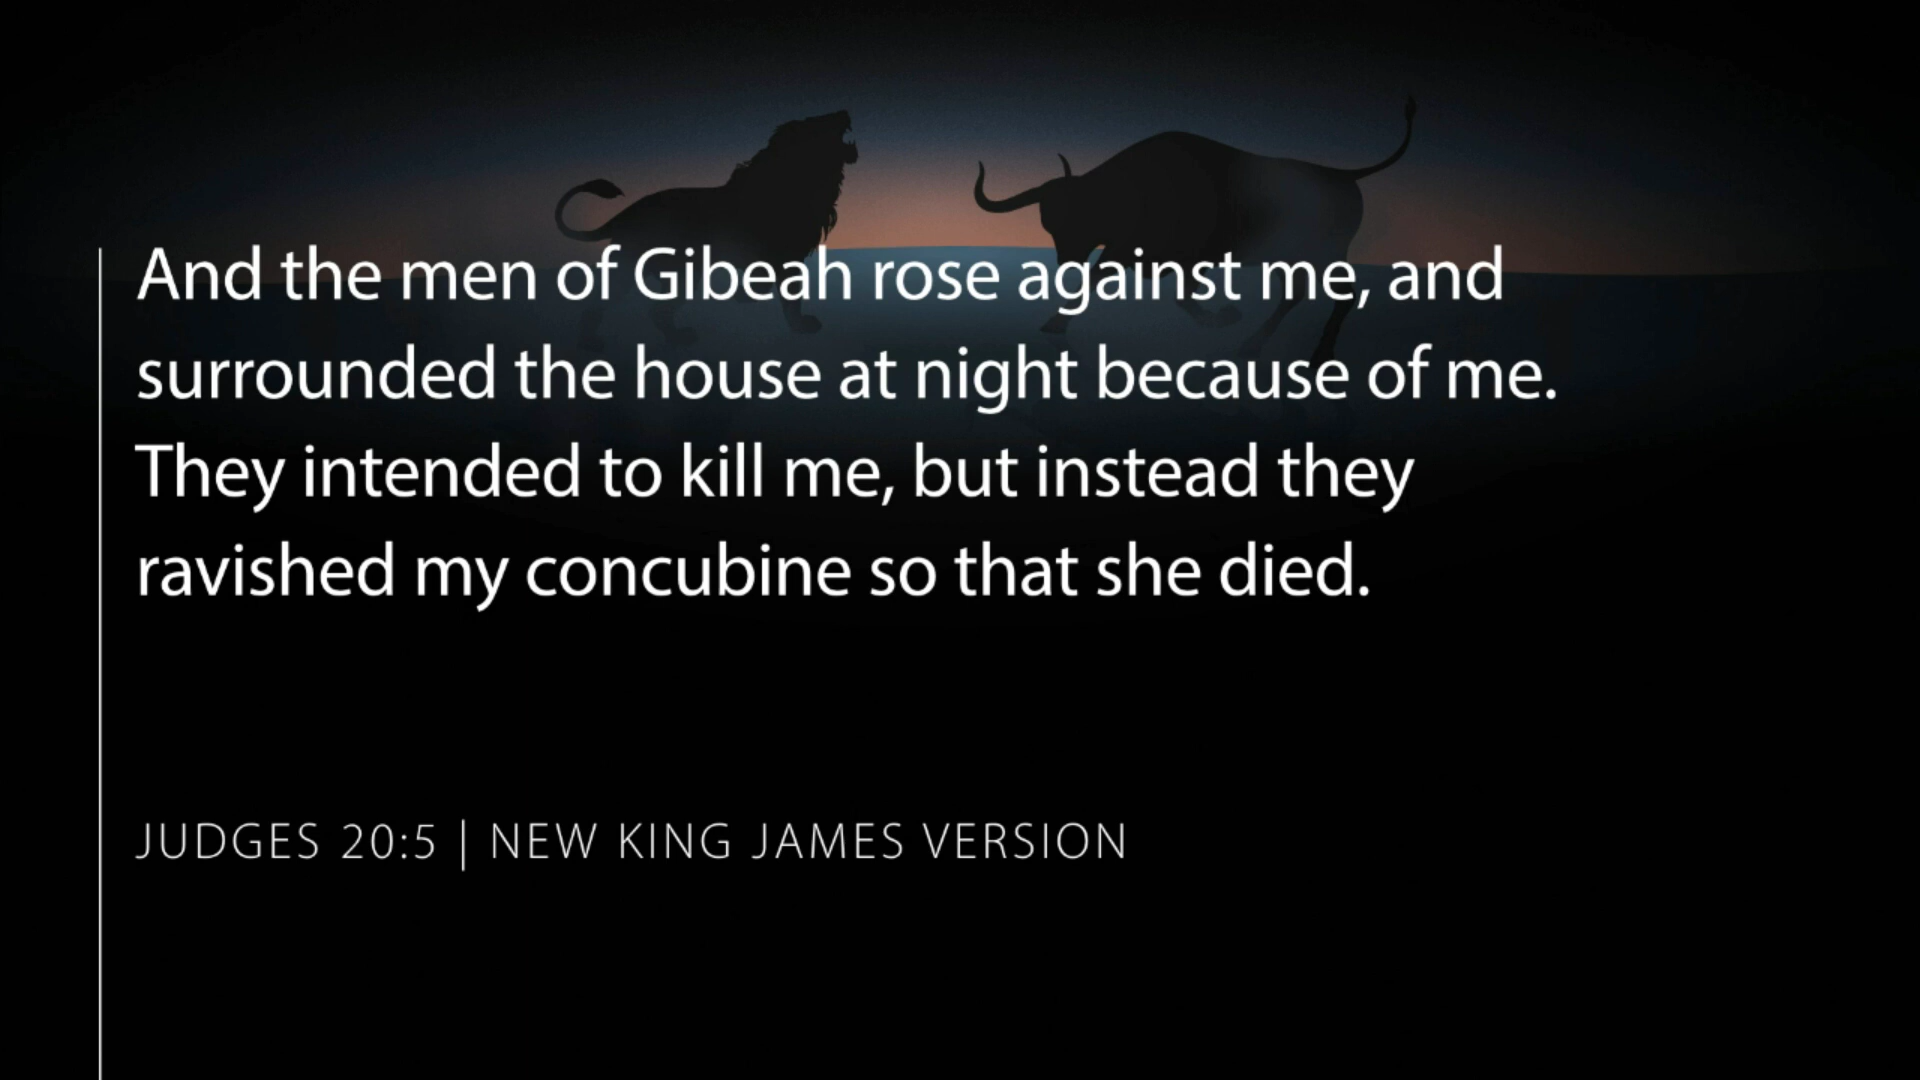 And the men of Gibeah rose against me, and
surrounded the house at night because of me.
They intended to kill me, but instead they
ravished my concubine so that she died.
JUDGES 20:5 | NEW KING JAMES VERSION